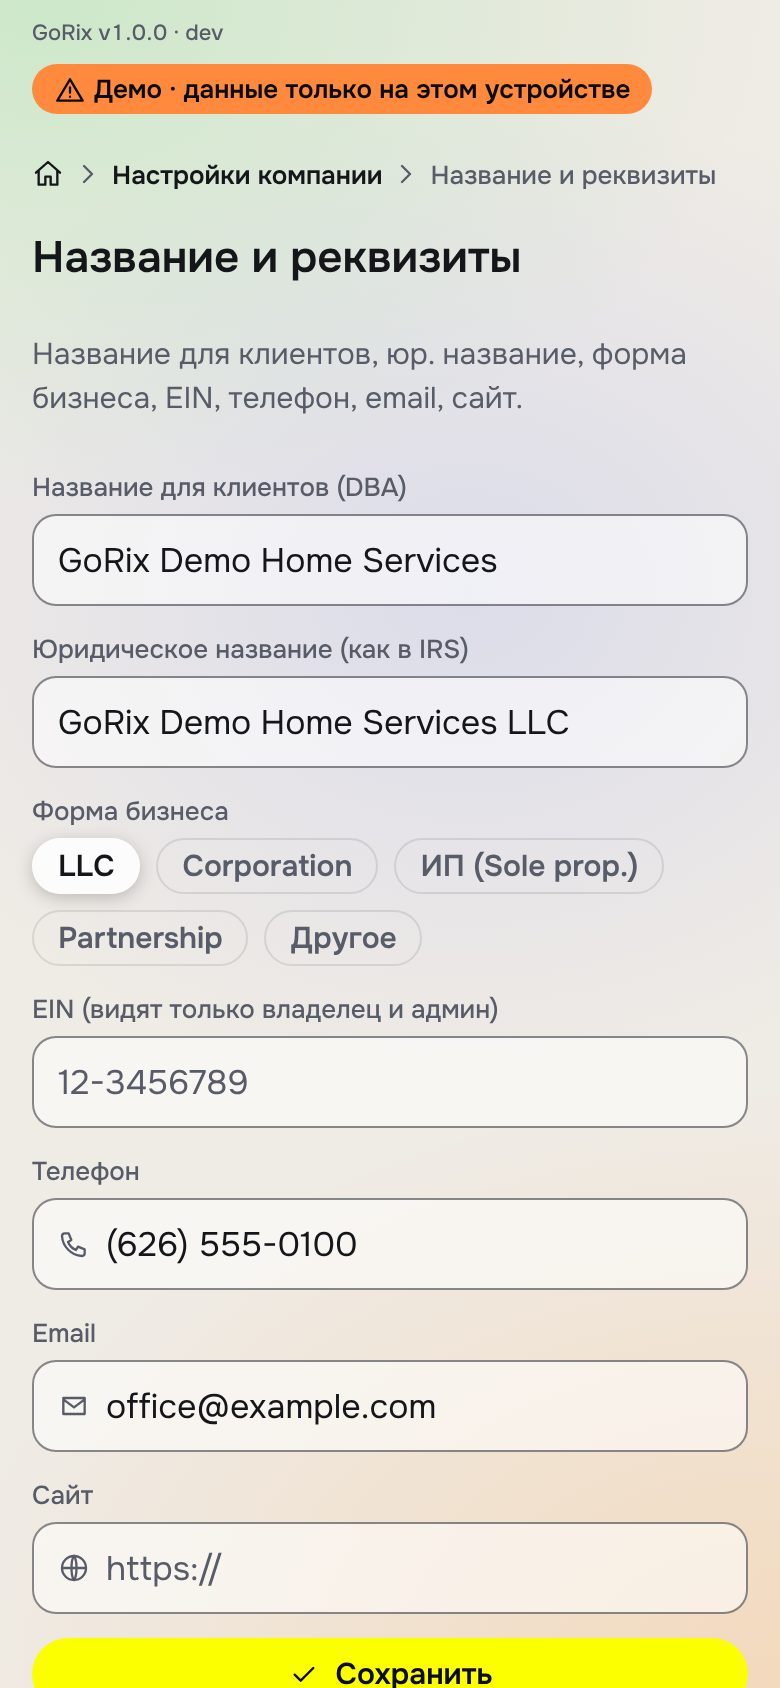 GoRix v1.0.0 · dev
Демо · данные только на этом устройстве
Настройки компании > Название и реквизиты
Название и реквизиты
Название для клиентов, юр. название, форма
бизнеса, EIN, телефон, email, сайт.
Название для клиентов (DBA)
GoRix Demo Home Services
Юридическое название (как в IRS)
GoRix Demo Home Services LLC
Форма бизнеса
LLC Corporation ИП (Sole prop.)
Partnership Другое
EIN (видят только владелец и админ)
12-3456789
Телефон
(626) 555-0100
Email
office@example.com
Сайт
https://
Сохранить